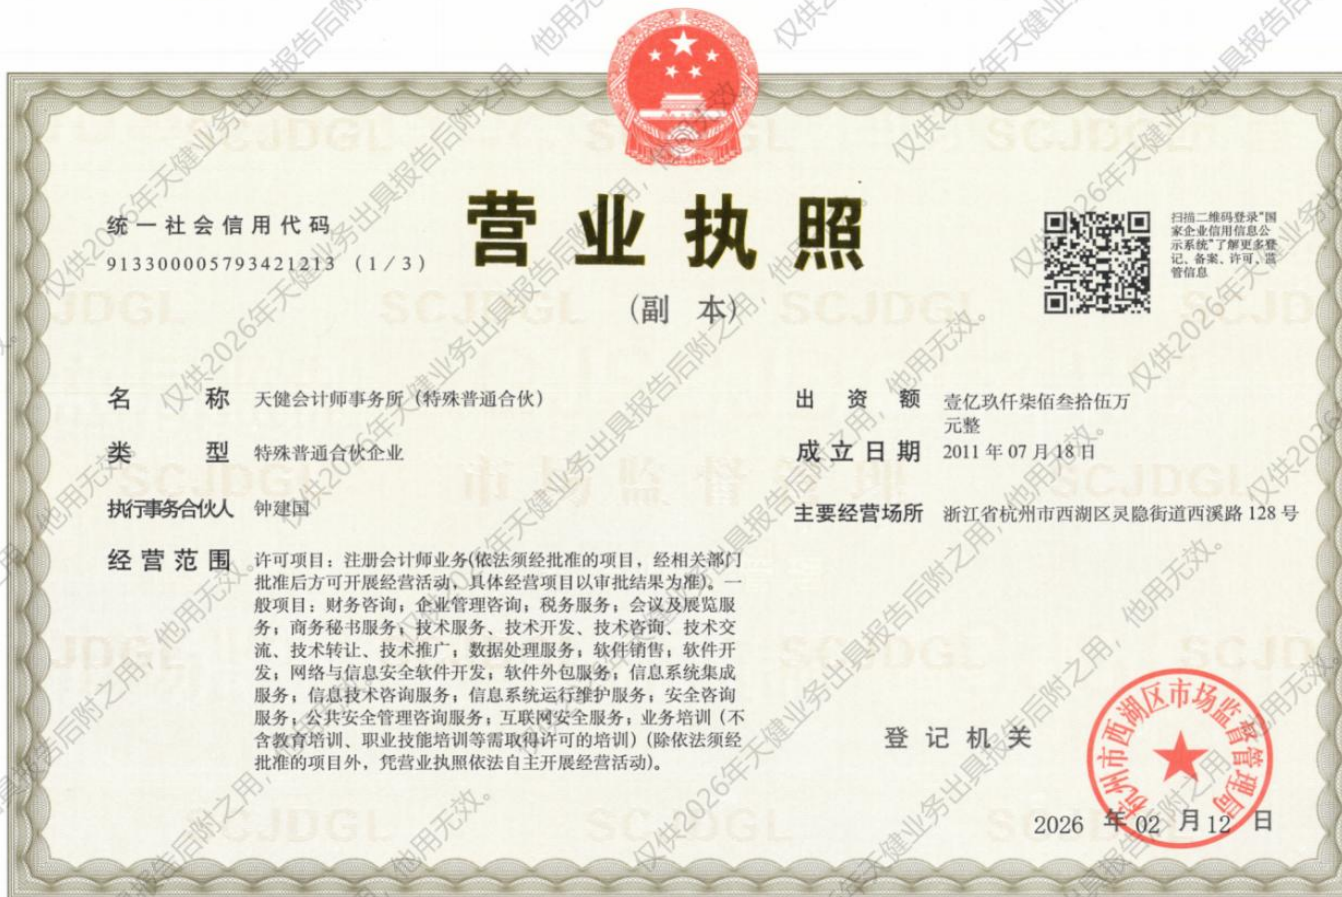 营业执照
(副 本)
统一社会信用代码
913300005793421213 (1/3)
扫描二维码登录"国
家企业信用信息公
示系统"了解更多登
记、备案、许可、监
管信息
名 称 天健会计师事务所(特殊普通合伙)
类 型 特殊普通合伙企业
执行事务合伙人 钟建国
经营范围 许可项目:注册会计师业务(依法须经批准的项目,经相关部门
批准后方可开展经营活动,具体经营项目以审批结果为准)。一
般项目:财务咨询;企业管理咨询;税务服务;会议及展览服
务;商务秘书服务;技术服务、技术开发、技术咨询、技术交
流、技术转让、技术推广;数据处理服务;软件销售;软件开
发;网络与信息安全软件开发;软件外包服务;信息系统集成
服务;信息技术咨询服务;信息系统运行维护服务;安全咨询
服务;公共安全管理咨询服务;互联网安全服务;业务培训(不
含教育培训、职业技能培训等需取得许可的培训)(除依法须经
批准的项目外,凭营业执照依法自主开展经营活动)。
出 资 额 壹亿玖仟柒佰叁拾伍万
元整
成立日期 2011年07月18日
主要经营场所 浙江省杭州市西湖区灵隐街道西溪路128号
登记机关
杭州市西湖区市场监督管理局
2026 年 02 月 12 日
仅供2026年天健业务出具报告后附之用,他用无效。
SCJDGL
市场监督管理